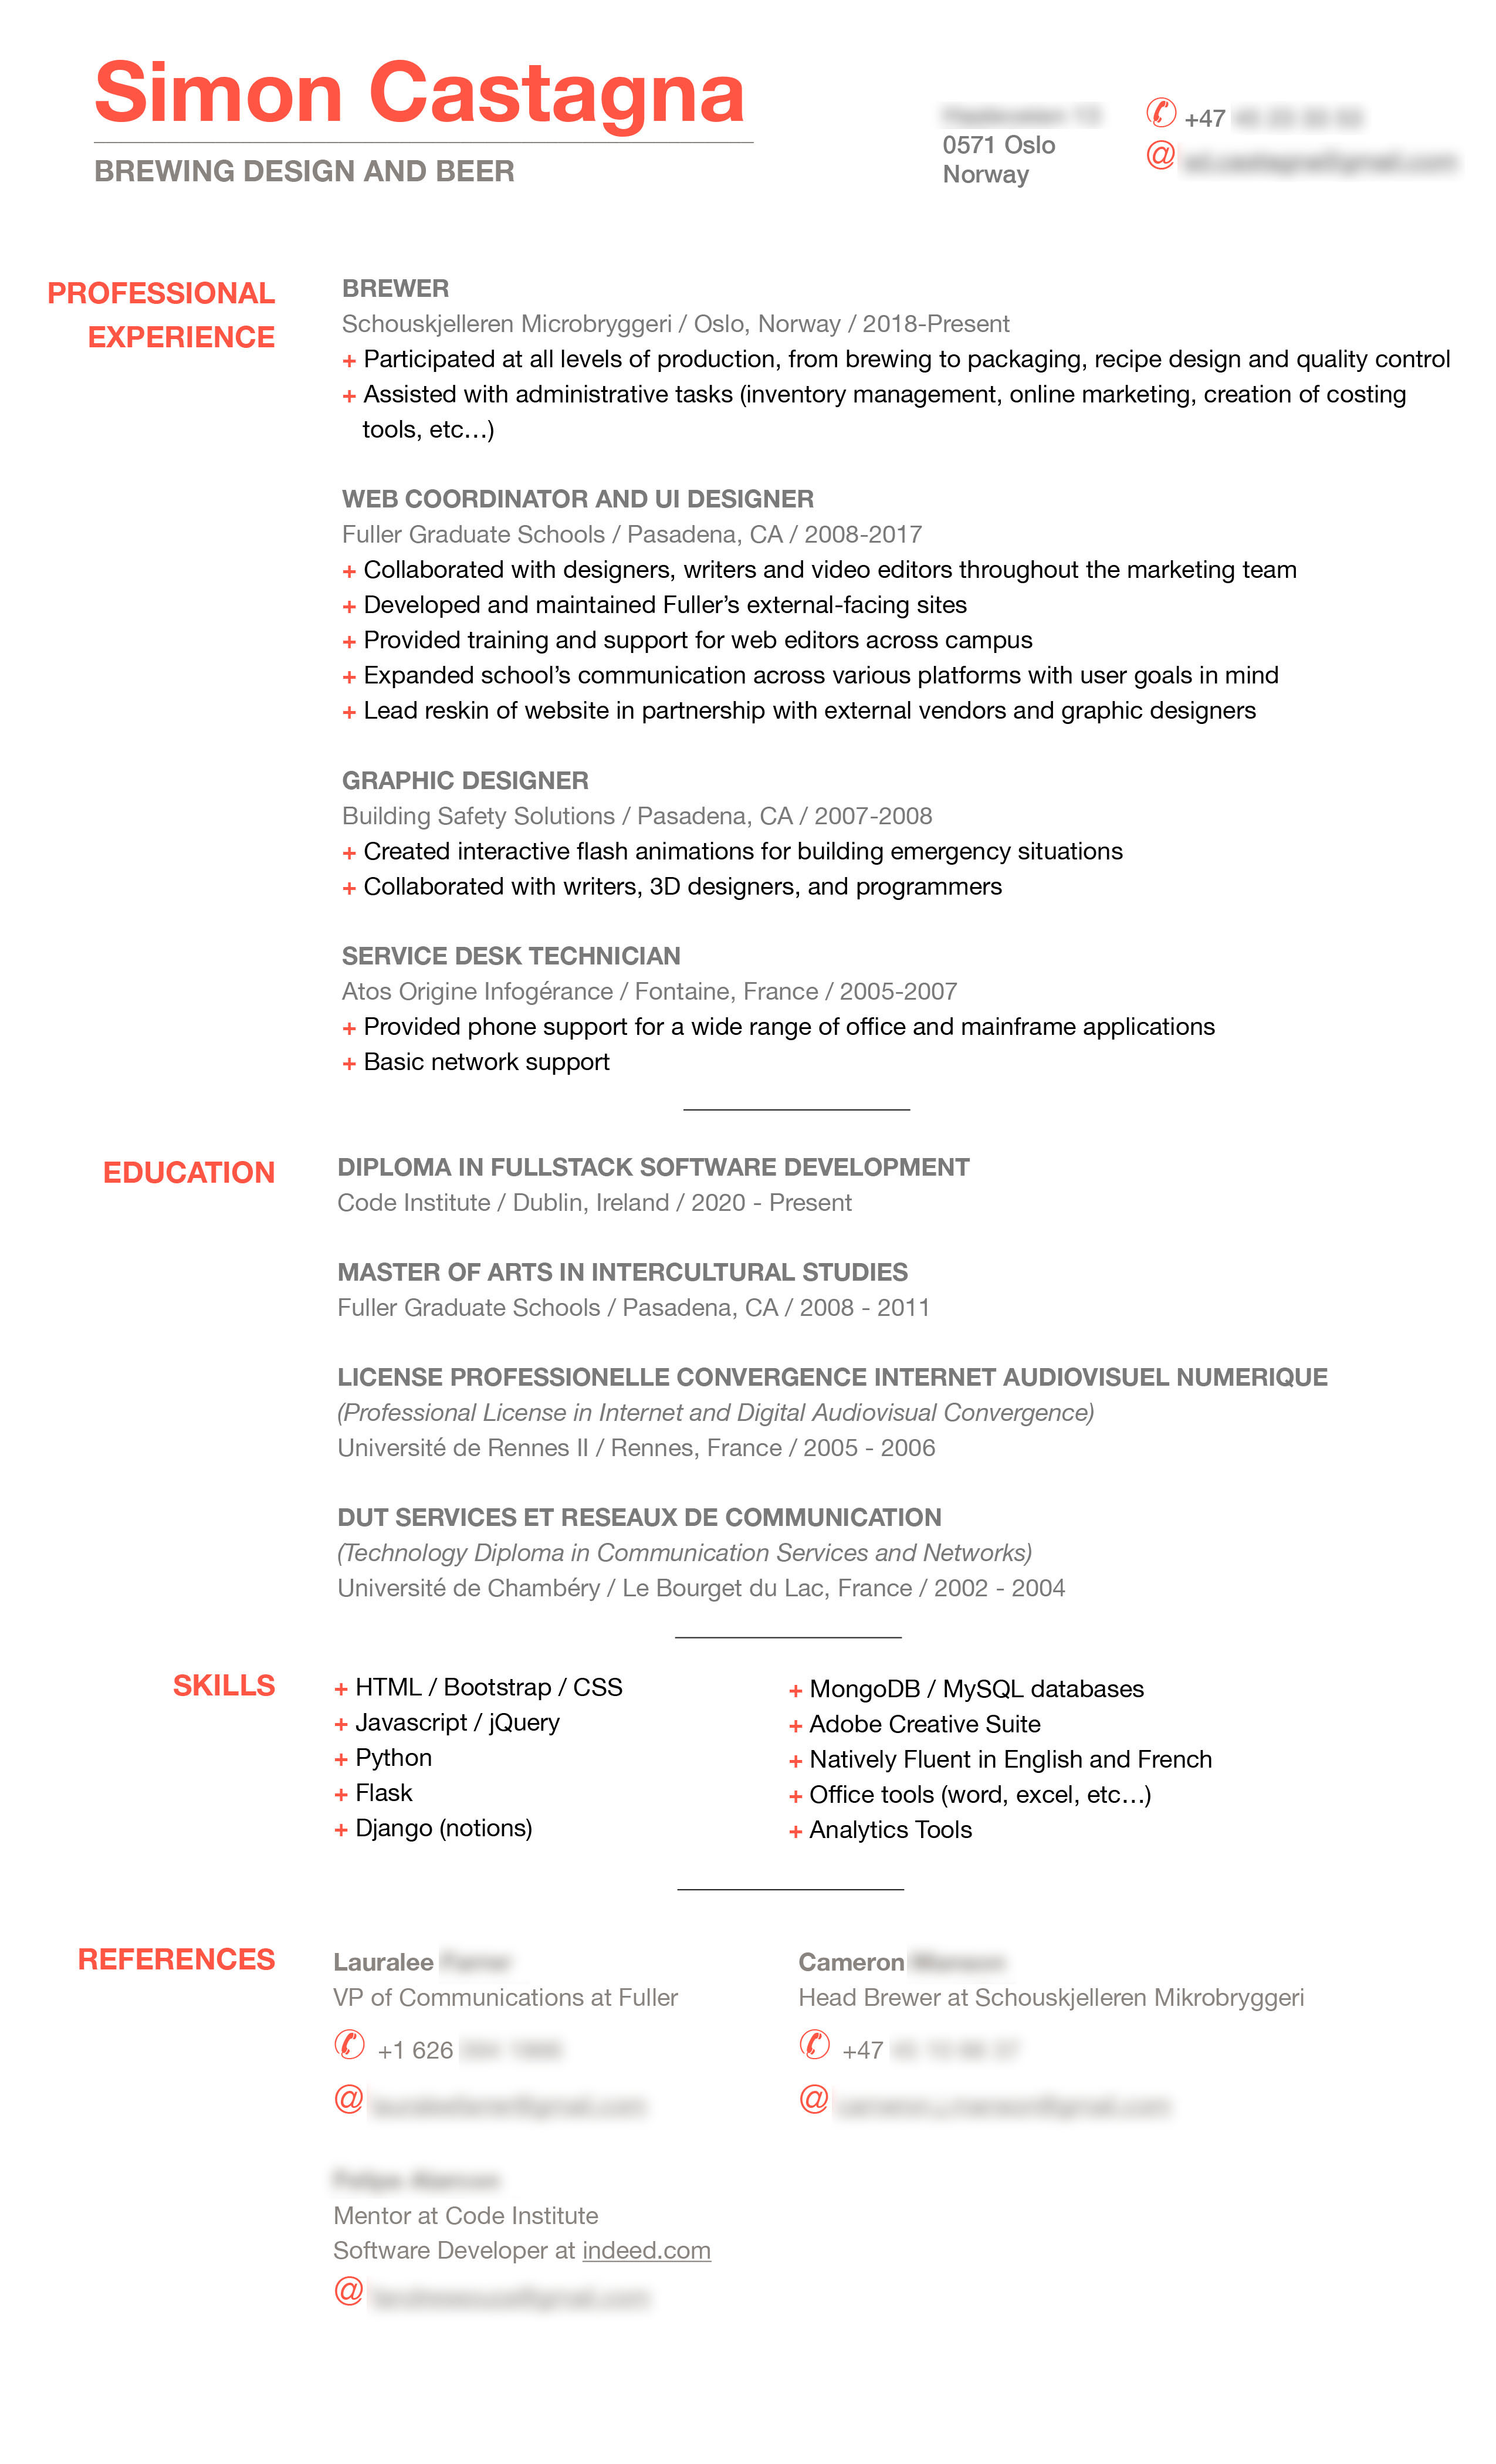 Simon Castagna
BREWING DESIGN AND BEER
0571 Oslo
Norway
✆ +47
@
PROFESSIONAL
EXPERIENCE
BREWER
Schouskjelleren Microbryggeri / Oslo, Norway / 2018-Present
+ Participated at all levels of production, from brewing to packaging, recipe design and quality control
+ Assisted with administrative tasks (inventory management, online marketing, creation of costing
tools, etc…)
WEB COORDINATOR AND UI DESIGNER
Fuller Graduate Schools / Pasadena, CA / 2008-2017
+ Collaborated with designers, writers and video editors throughout the marketing team
+ Developed and maintained Fuller’s external-facing sites
+ Provided training and support for web editors across campus
+ Expanded school’s communication across various platforms with user goals in mind
+ Lead reskin of website in partnership with external vendors and graphic designers
GRAPHIC DESIGNER
Building Safety Solutions / Pasadena, CA / 2007-2008
+ Created interactive flash animations for building emergency situations
+ Collaborated with writers, 3D designers, and programmers
SERVICE DESK TECHNICIAN
Atos Origine Infogérance / Fontaine, France / 2005-2007
+ Provided phone support for a wide range of office and mainframe applications
+ Basic network support
EDUCATION
DIPLOMA IN FULLSTACK SOFTWARE DEVELOPMENT
Code Institute / Dublin, Ireland / 2020 - Present
MASTER OF ARTS IN INTERCULTURAL STUDIES
Fuller Graduate Schools / Pasadena, CA / 2008 - 2011
LICENSE PROFESSIONELLE CONVERGENCE INTERNET AUDIOVISUEL NUMERIQUE
(Professional License in Internet and Digital Audiovisual Convergence)
Université de Rennes II / Rennes, France / 2005 - 2006
DUT SERVICES ET RESEAUX DE COMMUNICATION
(Technology Diploma in Communication Services and Networks)
Université de Chambéry / Le Bourget du Lac, France / 2002 - 2004
SKILLS
+ HTML / Bootstrap / CSS
+ Javascript / jQuery
+ Python
+ Flask
+ Django (notions)
+ MongoDB / MySQL databases
+ Adobe Creative Suite
+ Natively Fluent in English and French
+ Office tools (word, excel, etc…)
+ Analytics Tools
REFERENCES
Lauralee
VP of Communications at Fuller
✆ +1 626
@
Cameron
Head Brewer at Schouskjelleren Mikrobryggeri
✆ +47
@
Mentor at Code Institute
Software Developer at indeed.com
@